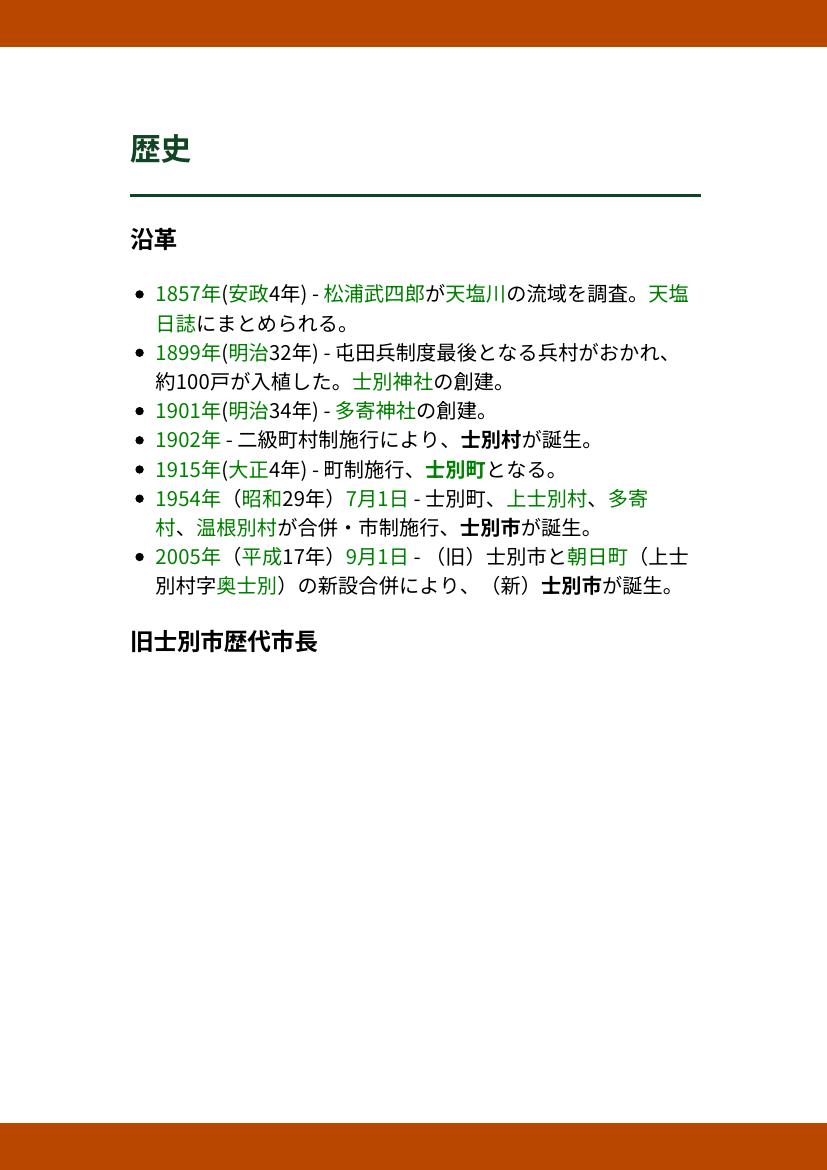 歴史
沿革
1857年(安政4年) - 松浦武四郎が天塩川の流域を調査。天塩
日誌にまとめられる。
1899年(明治32年) - 屯田兵制度最後となる兵村がおかれ、
約100戸が入植した。士別神社の創建。
1901年(明治34年) - 多寄神社の創建。
1902年 - 二級町村制施行により、士別村が誕生。
1915年(大正4年) - 町制施行、士別町となる。
1954年（昭和29年）7月1日 - 士別町、上士別村、多寄
村、温根別村が合併・市制施行、士別市が誕生。
2005年（平成17年）9月1日 - （旧）士別市と朝日町（上士
別村字奥士別）の新設合併により、（新）士別市が誕生。
旧士別市歴代市長